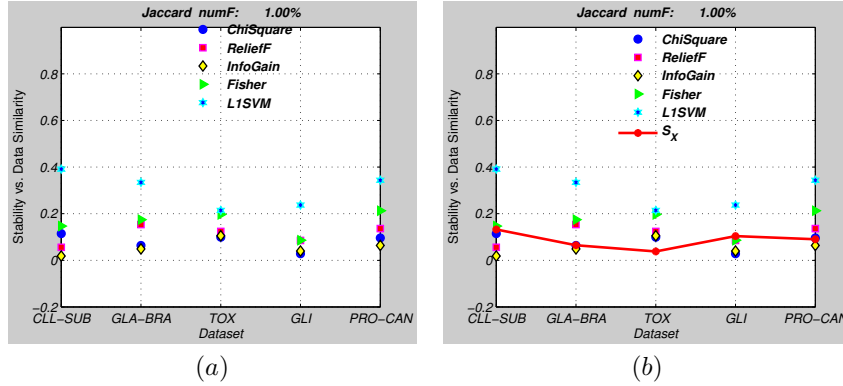 Jaccard numF: 1.00%
ChiSquare
ReliefF
InfoGain
Fisher
L1SVM
0.8
0.6
0.4
0.2
0
−0.2
Stability vs. Data Similarity
CLL−SUB GLA−BRA TOX GLI PRO−CAN
Dataset
(a)
Jaccard numF: 1.00%
ChiSquare
ReliefF
InfoGain
Fisher
L1SVM
S_X
0.8
0.6
0.4
0.2
0
−0.2
Stability vs. Data Similarity
CLL−SUB GLA−BRA TOX GLI PRO−CAN
Dataset
(b)